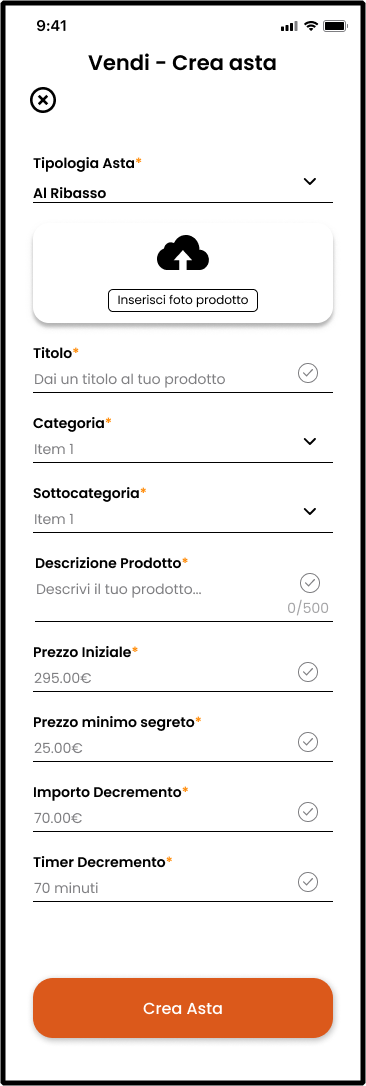 9:41
Vendi - Crea asta
Tipologia Asta*
Al Ribasso
Inserisci foto prodotto
Titolo*
Dai un titolo al tuo prodotto
Categoria*
Item 1
Sottocategoria*
Item 1
Descrizione Prodotto*
Descrivi il tuo prodotto...
0/500
Prezzo Iniziale*
295.00€
Prezzo minimo segreto*
25.00€
Importo Decremento*
70.00€
Timer Decremento*
70 minuti
Crea Asta